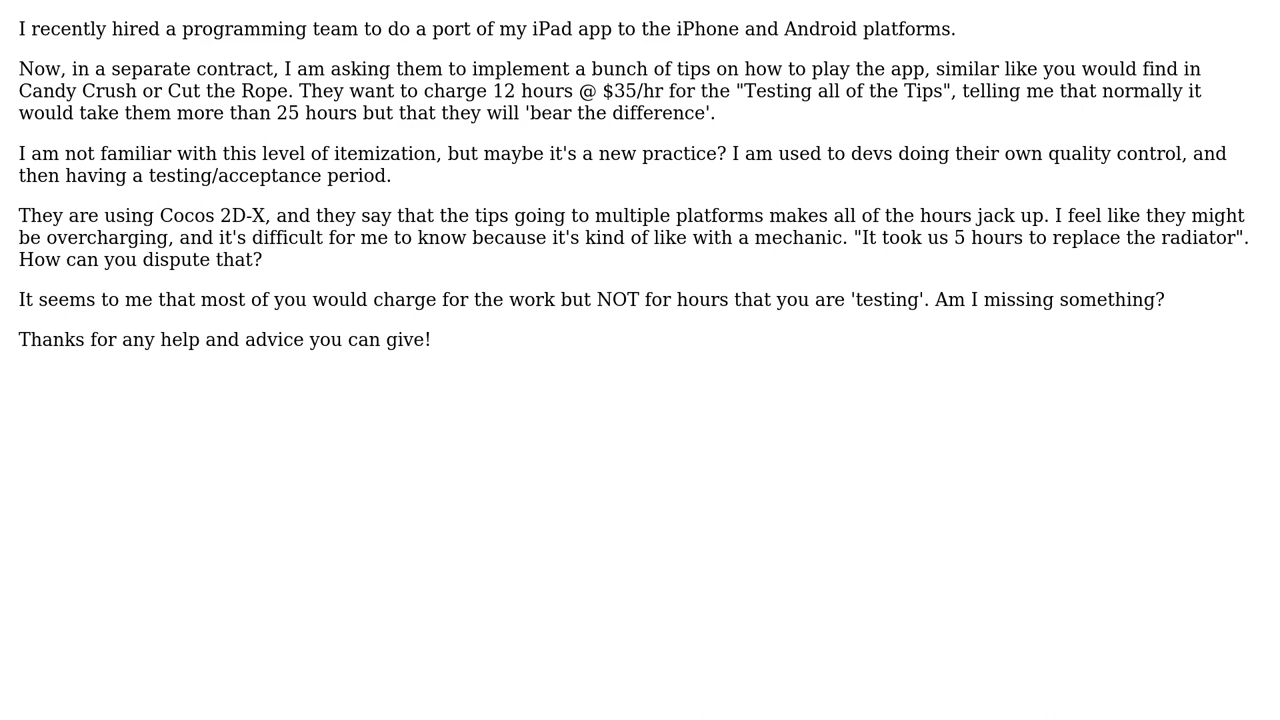 I recently hired a programming team to do a port of my iPad app to the iPhone and Android platforms.
Now, in a separate contract, I am asking them to implement a bunch of tips on how to play the app, similar like you would find in
Candy Crush or Cut the Rope. They want to charge 12 hours @ $35/hr for the "Testing all of the Tips", telling me that normally it
would take them more than 25 hours but that they will 'bear the difference'.
I am not familiar with this level of itemization, but maybe it's a new practice? I am used to devs doing their own quality control, and
then having a testing/acceptance period.
They are using Cocos 2D-X, and they say that the tips going to multiple platforms makes all of the hours jack up. I feel like they might
be overcharging, and it's difficult for me to know because it's kind of like with a mechanic. "It took us 5 hours to replace the radiator".
How can you dispute that?
It seems to me that most of you would charge for the work but NOT for hours that you are 'testing'. Am I missing something?
Thanks for any help and advice you can give!